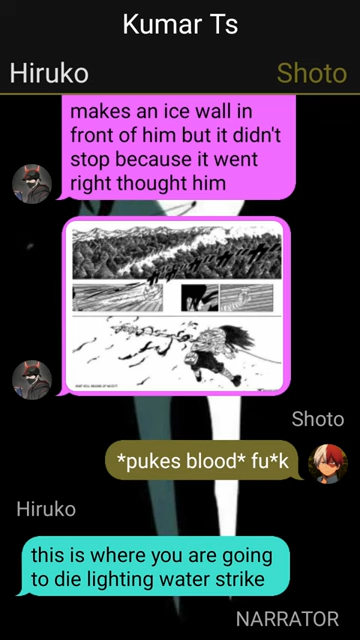 Kumar Ts
Hiruko
Shoto
makes an ice wall in
front of him but it didn't
stop because it went
right thought him
Shoto
*pukes blood* fu*k
Hiruko
this is where you are going
to die lighting water strike
NARRATOR